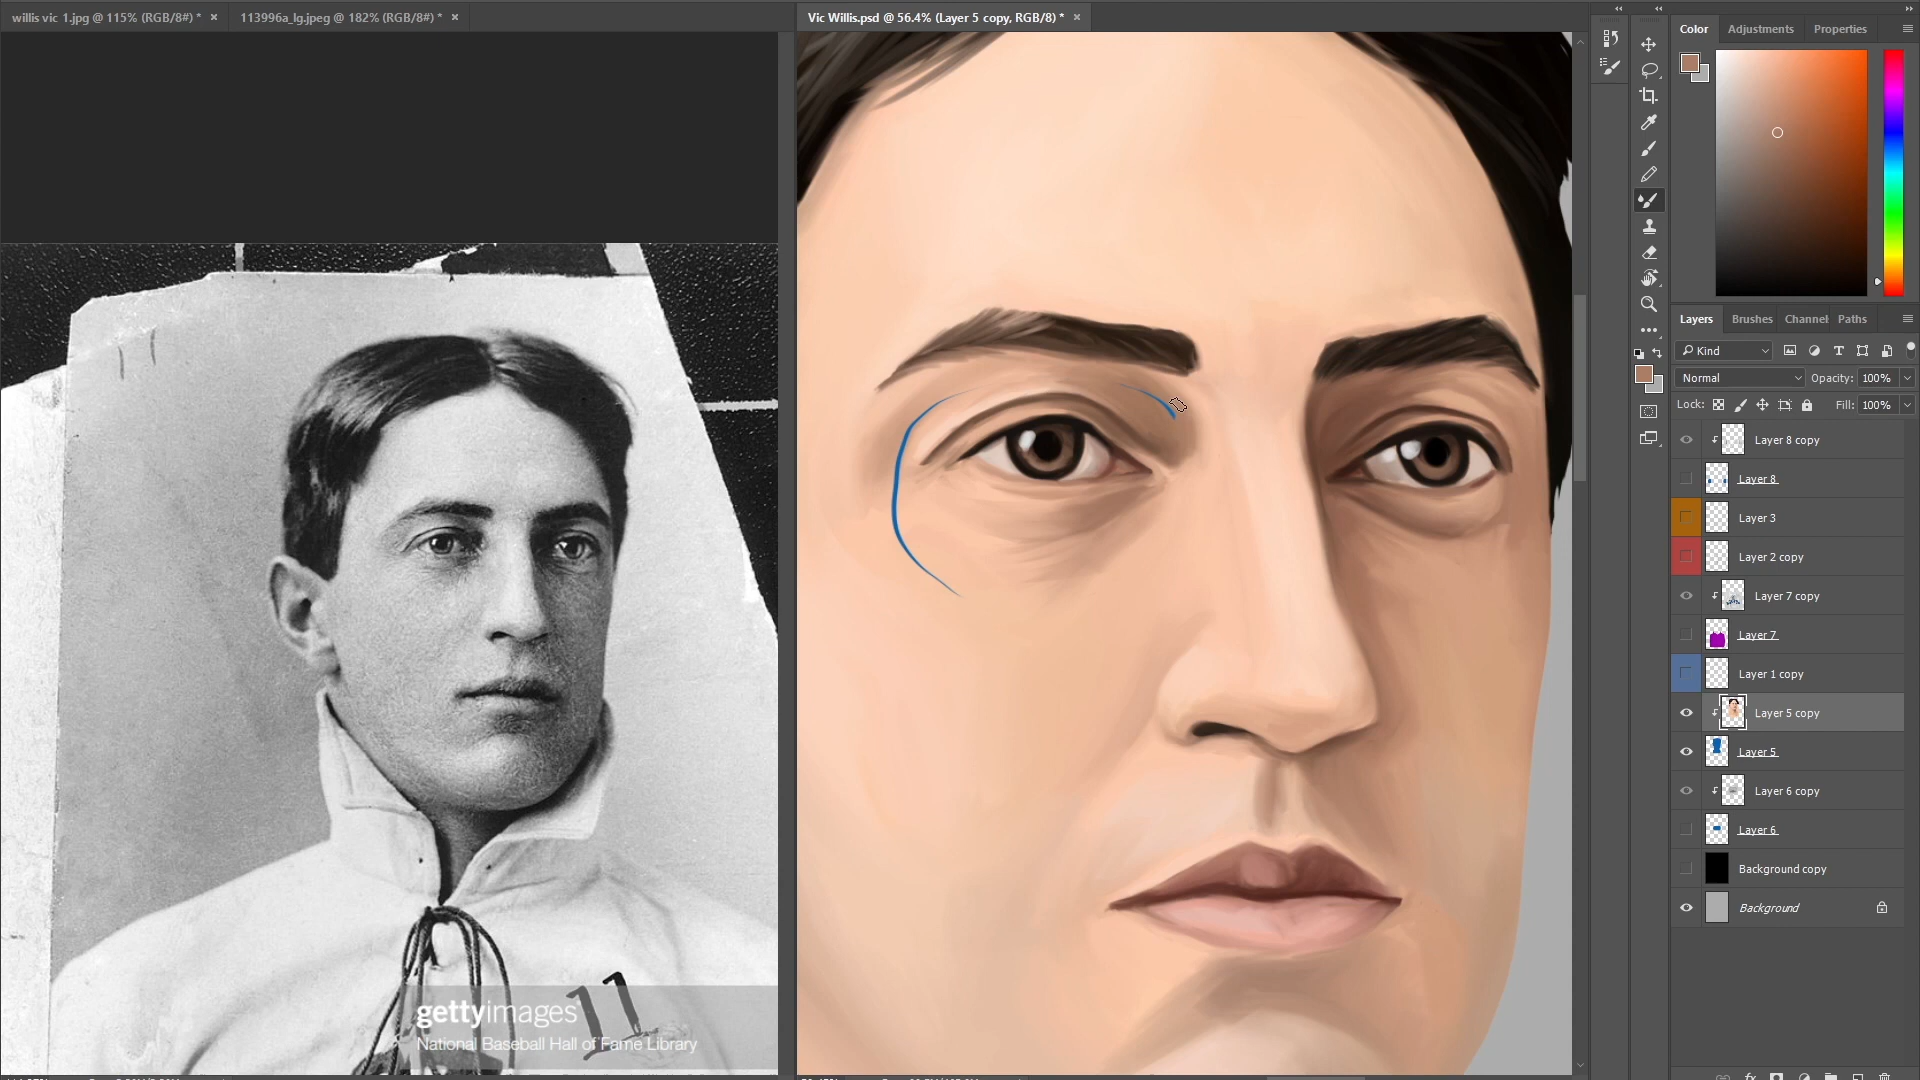 willis vic 1.jpg @ 115% (RGB/8#) *
113996a_lg.jpeg @ 182% (RGB/8#) *
Vic Willis.psd @ 56.4% (Layer 5 copy, RGB/8) *
Color
Adjustments
Properties
Layers
Brushes
Channel
Paths
Kind
Normal
Opacity: 100%
Lock:
Fill: 100%
Layer 8 copy
Layer 8
Layer 3
Layer 2 copy
Layer 7 copy
Layer 7
Layer 1 copy
Layer 5 copy
Layer 5
Layer 6 copy
Layer 6
Background copy
Background
11
gettyimages
National Baseball Hall of Fame Library